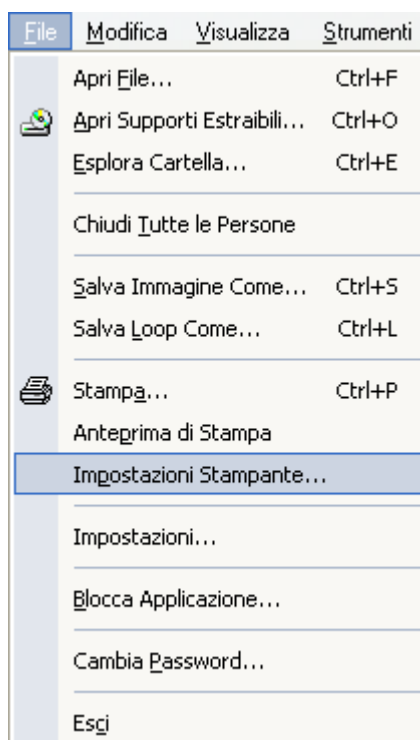 File Modifica Visualizza Strumenti
Apri File... Ctrl+F
Apri Supporti Estraibili... Ctrl+O
Esplora Cartella... Ctrl+E
Chiudi Tutte le Persone
Salva Immagine Come... Ctrl+S
Salva Loop Come... Ctrl+L
Stampa... Ctrl+P
Anteprima di Stampa
Impostazioni Stampante...
Impostazioni...
Blocca Applicazione...
Cambia Password...
Esci